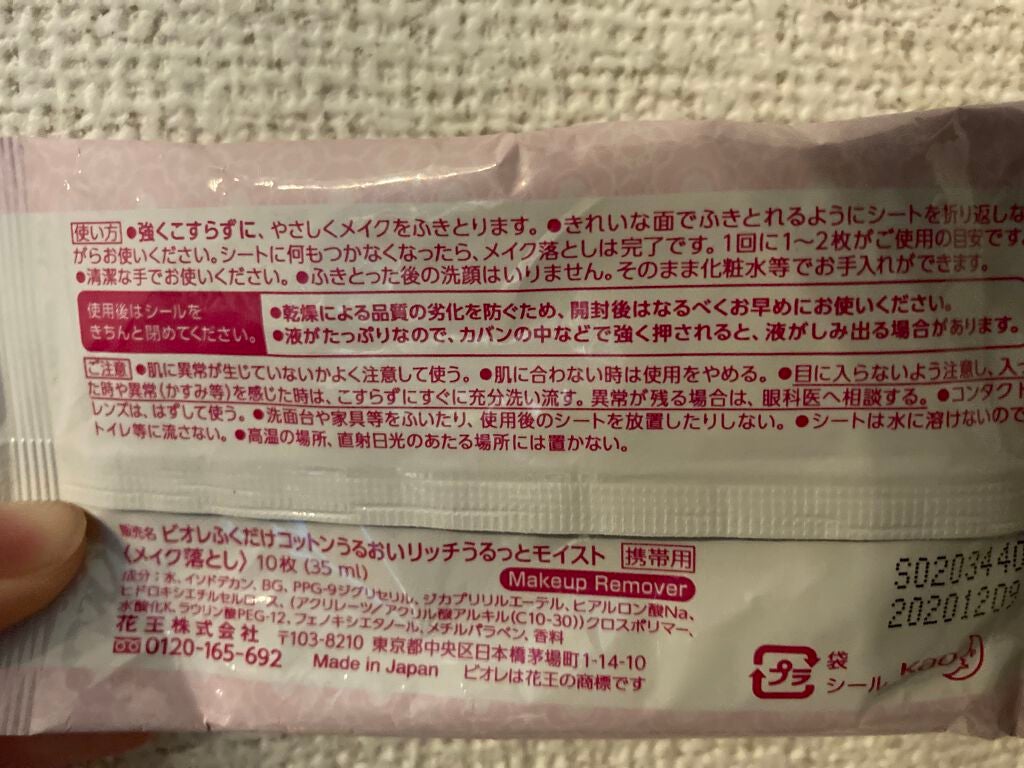 使い方 ●強くこすらずに、やさしくメイクをふきとります。●きれいな面でふきとれるようにシートを折り返しな
がらお使いください。シートに何もつかなくなったら、メイク落としは完了です。1回に1～2枚がご使用の目安です
●清潔な手でお使いください。●ふきとった後の洗顔はいりません。そのまま化粧水等でお手入れができます。
使用後はシールを
きちんと閉めてください。
●乾燥による品質の劣化を防ぐため、開封後はなるべくお早めにお使いください。
●液がたっぷりなので、カバンの中などで強く押されると、液がしみ出る場合があります。
ご注意 ●肌に異常が生じていないかよく注意して使う。●肌に合わない時は使用をやめる。●目に入らないよう注意し、入っ
た時や異常(かすみ等)を感じた時は、こすらずにすぐに充分洗い流す。異常が残る場合は、眼科医へ相談する。●コンタクト
レンズは、はずして使う。●洗面台や家具等をふいたり、使用後のシートを放置したりしない。●シートは水に溶けないので
トイレ等に流さない。●高温の場所、直射日光のあたる場所には置かない。
販売名 ビオレふくだけコットンうるおいリッチうるっとモイスト 携帯用
〈メイク落とし〉10枚(35 ml)
Makeup Remover
成分:水、イソドデカン、BG、PPG-9ジグリセリル、ジカプリリルエーテル、ヒアルロン酸Na、
ヒドロキシエチルセルロース、(アクリレーツ/アクリル酸アルキル(C10-30))クロスポリマー、
水酸化K、ラウリン酸PEG-12、フェノキシエタノール、メチルパラベン、香料
花王株式会社 〒103-8210 東京都中央区日本橋茅場町1-14-10
0120-165-692 Made in Japan ビオレは花王の商標です
S0203440
20201209
プラ
袋
シール
Kao